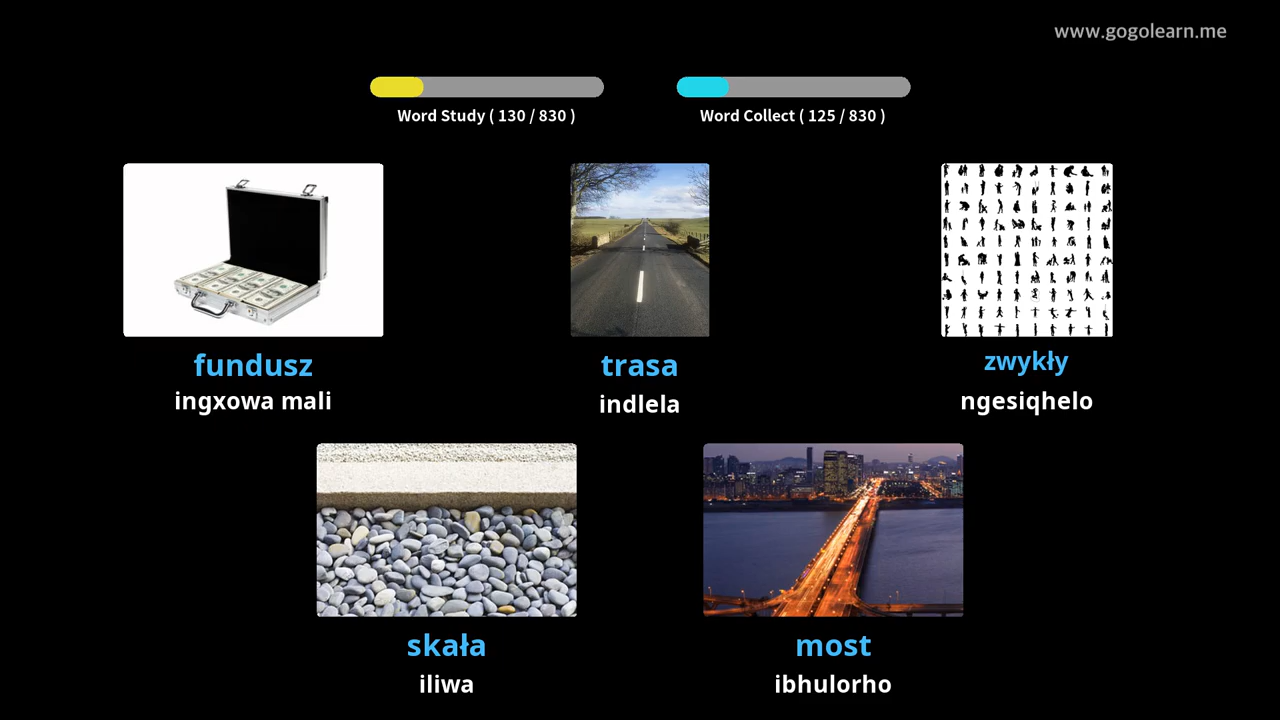 www.gogolearn.me
Word Study ( 130 / 830 )
Word Collect ( 125 / 830 )
fundusz
ingxowa mali
trasa
indlela
zwykły
ngesiqhelo
skała
iliwa
most
ibhulorho